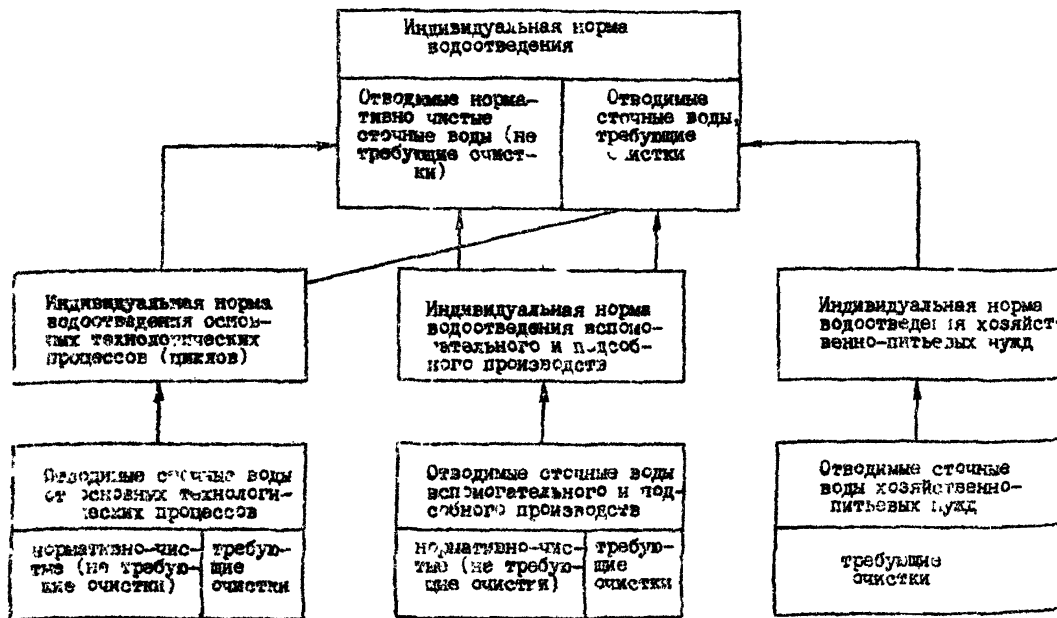 Индивидуальная норма
водоотведения
Отводимые норма-
тивно чистые
сточные воды (не
требующие очист-
ки)
Отводимые
сточные воды,
требующие
очистки
Индивидуальная норма
водоотведения основ-
ных технологических
процессов (циклов)
Индивидуальная норма
водоотведения вспомо-
гательного и подсоб-
ного производств
Индивидуальная норма
водоотведения хозяйст-
венно-питьевых нужд
Отводимые сточные воды
от основных технологи-
ческих процессов
нормативно-чис-
тые (не требую-
щие очистки)
требую-
щие
очистки
Отводимые сточные воды
вспомогательного и под-
собного производств
нормативно-чис-
тые (не требую-
щие очистки)
требую-
щие
очистки
Отводимые сточные
воды хозяйственно-
питьевых нужд
требующие
очистки